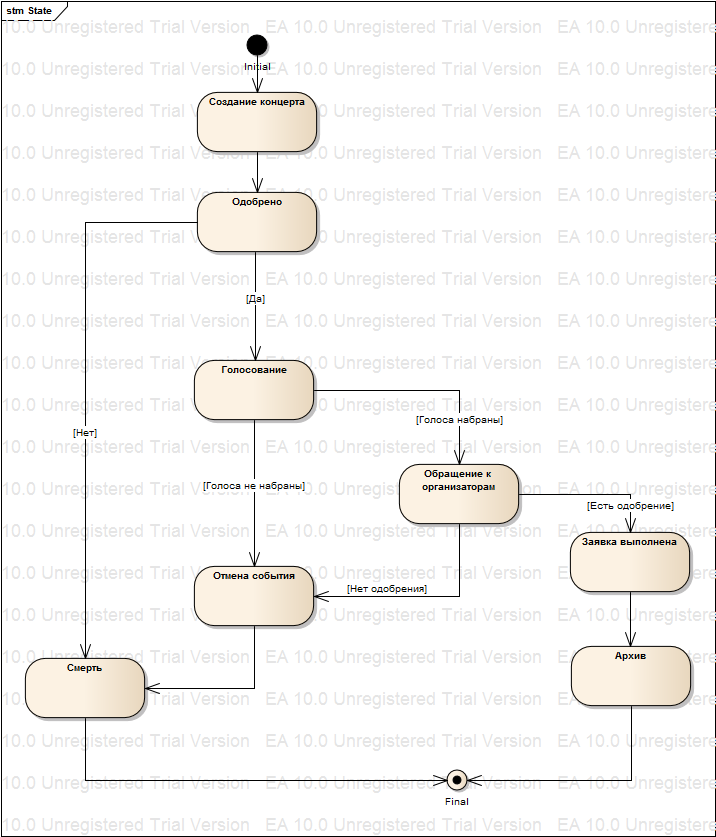 stm State
Initial
Создание концерта
Одобрено
[Да]
Голосование
[Нет]
[Голоса набраны]
Обращение к
организаторам
[Голоса не набраны]
[Есть одобрение]
Заявка выполнена
Отмена события
[Нет одобрения]
Смерть
Архив
Final
10.0 Unregistered Trial Version EA 10.0 Unregistered Trial Version EA 10.0 Unregistere